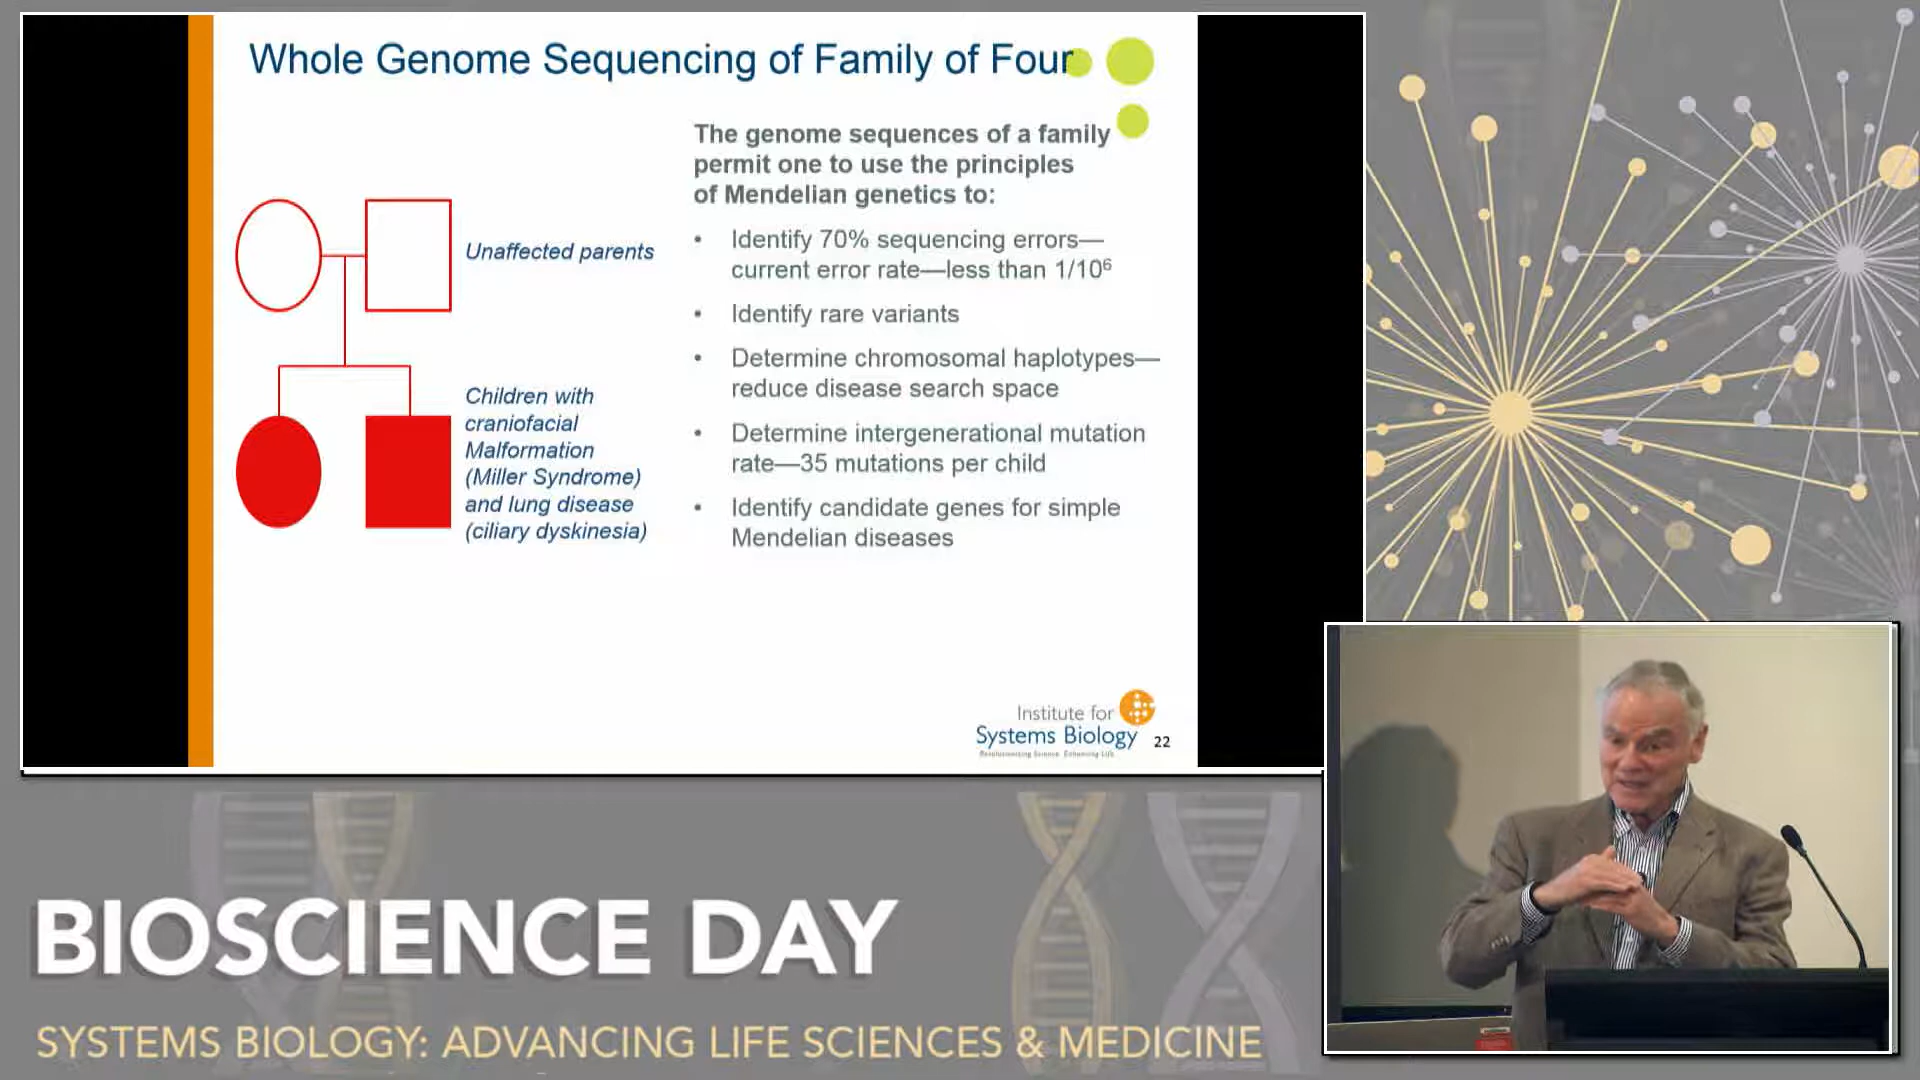 Whole Genome Sequencing of Family of Four
The genome sequences of a family
permit one to use the principles
of Mendelian genetics to:
• Identify 70% sequencing errors—
current error rate—less than 1/10⁶
• Identify rare variants
• Determine chromosomal haplotypes—
reduce disease search space
• Determine intergenerational mutation
rate—35 mutations per child
• Identify candidate genes for simple
Mendelian diseases
Unaffected parents
Children with
craniofacial
Malformation
(Miller Syndrome)
and lung disease
(ciliary dyskinesia)
Institute for
Systems Biology
Revolutionizing Science. Enhancing Life.
22
BIOSCIENCE DAY
SYSTEMS BIOLOGY: ADVANCING LIFE SCIENCES & MEDICINE